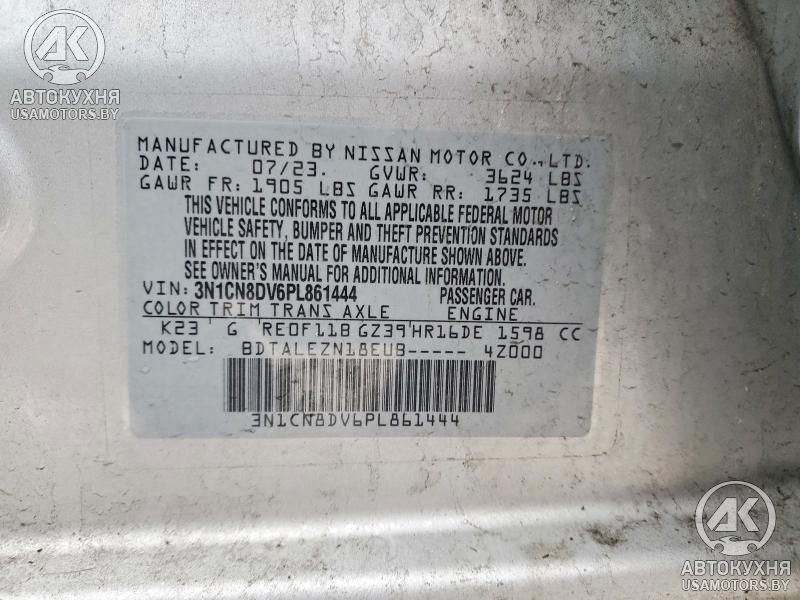 AK
АВТОКУХНЯ
USAMOTORS.BY
MANUFACTURED BY NISSAN MOTOR CO., LTD.
DATE: 07/23. GVWR: 3624 LBS
GAWR FR: 1905 LBS GAWR RR: 1735 LBS
THIS VEHICLE CONFORMS TO ALL APPLICABLE FEDERAL MOTOR
VEHICLE SAFETY, BUMPER AND THEFT PREVENTION STANDARDS
IN EFFECT ON THE DATE OF MANUFACTURE SHOWN ABOVE.
SEE OWNER'S MANUAL FOR ADDITIONAL INFORMATION.
VIN: 3N1CN8DV6PL861444 PASSENGER CAR.
COLOR TRIM TRANS AXLE ENGINE
K23 G RE0F11B GZ39 HR16DE 1598 CC
MODEL: BDTALEZN18EUB----- 4Z000
3N1CN8DV6PL861444
AK
АВТОКУХНЯ
USAMOTORS.BY